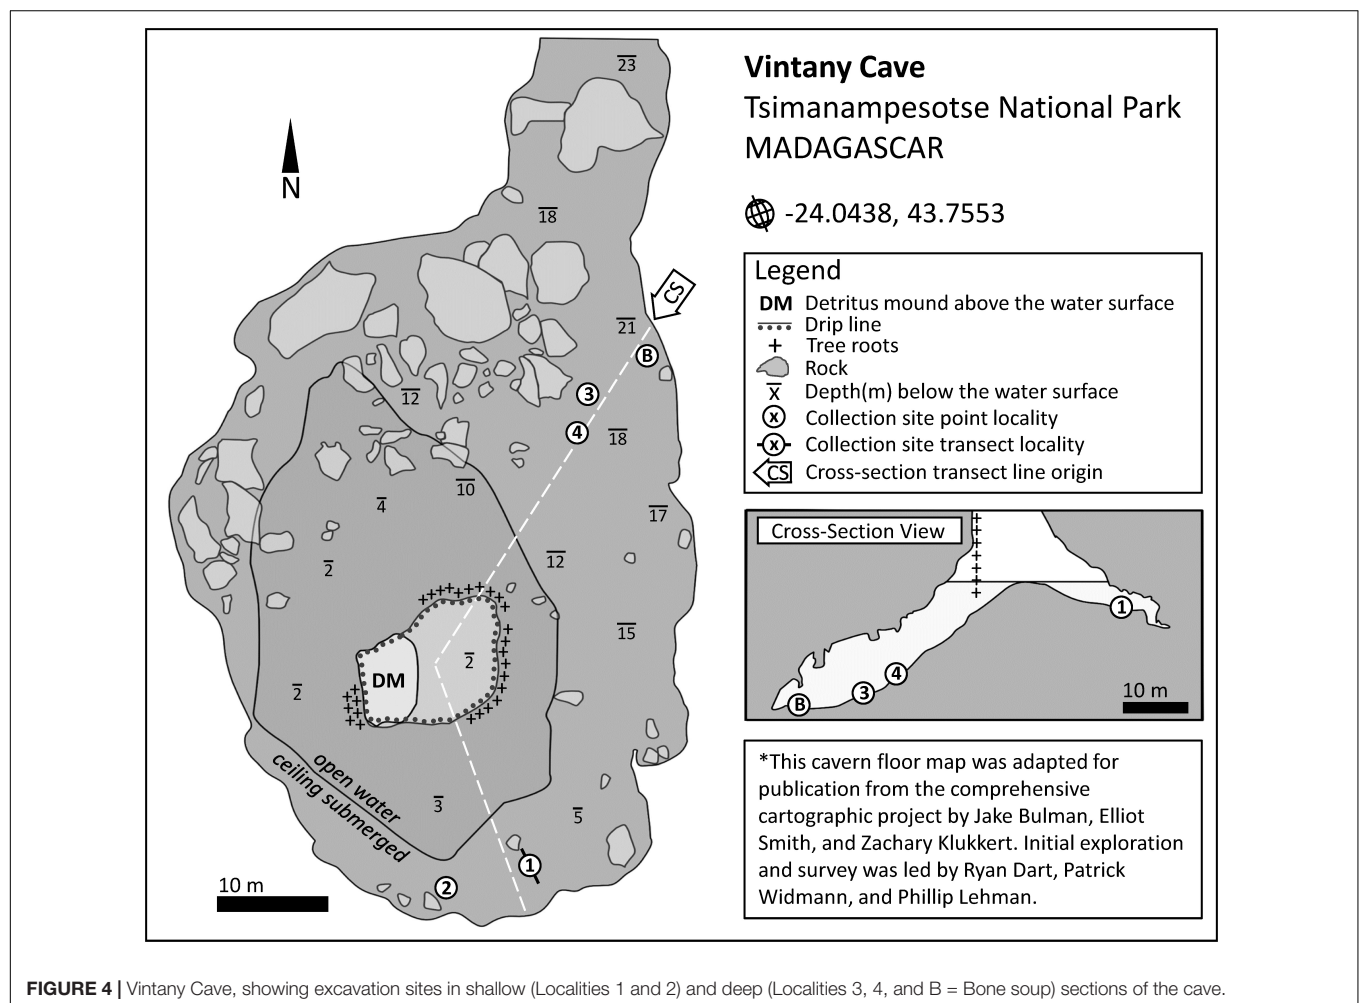 Vintany Cave
Tsimanampesotse National Park
MADAGASCAR
-24.0438, 43.7553
N
23
18
21
CS
B
3
4
12
18
10
4
17
2
12
15
2
DM
2
open water
ceiling submerged
3
5
1
2
10 m
Legend
DM Detritus mound above the water surface
Drip line
+ Tree roots
Rock
x Depth(m) below the water surface
x Collection site point locality
x Collection site transect locality
CS Cross-section transect line origin
Cross-Section View
1
4
3
B
10 m
*This cavern floor map was adapted for
publication from the comprehensive
cartographic project by Jake Bulman, Elliot
Smith, and Zachary Klukkert. Initial exploration
and survey was led by Ryan Dart, Patrick
Widmann, and Phillip Lehman.
FIGURE 4 | Vintany Cave, showing excavation sites in shallow (Localities 1 and 2) and deep (Localities 3, 4, and B = Bone soup) sections of the cave.